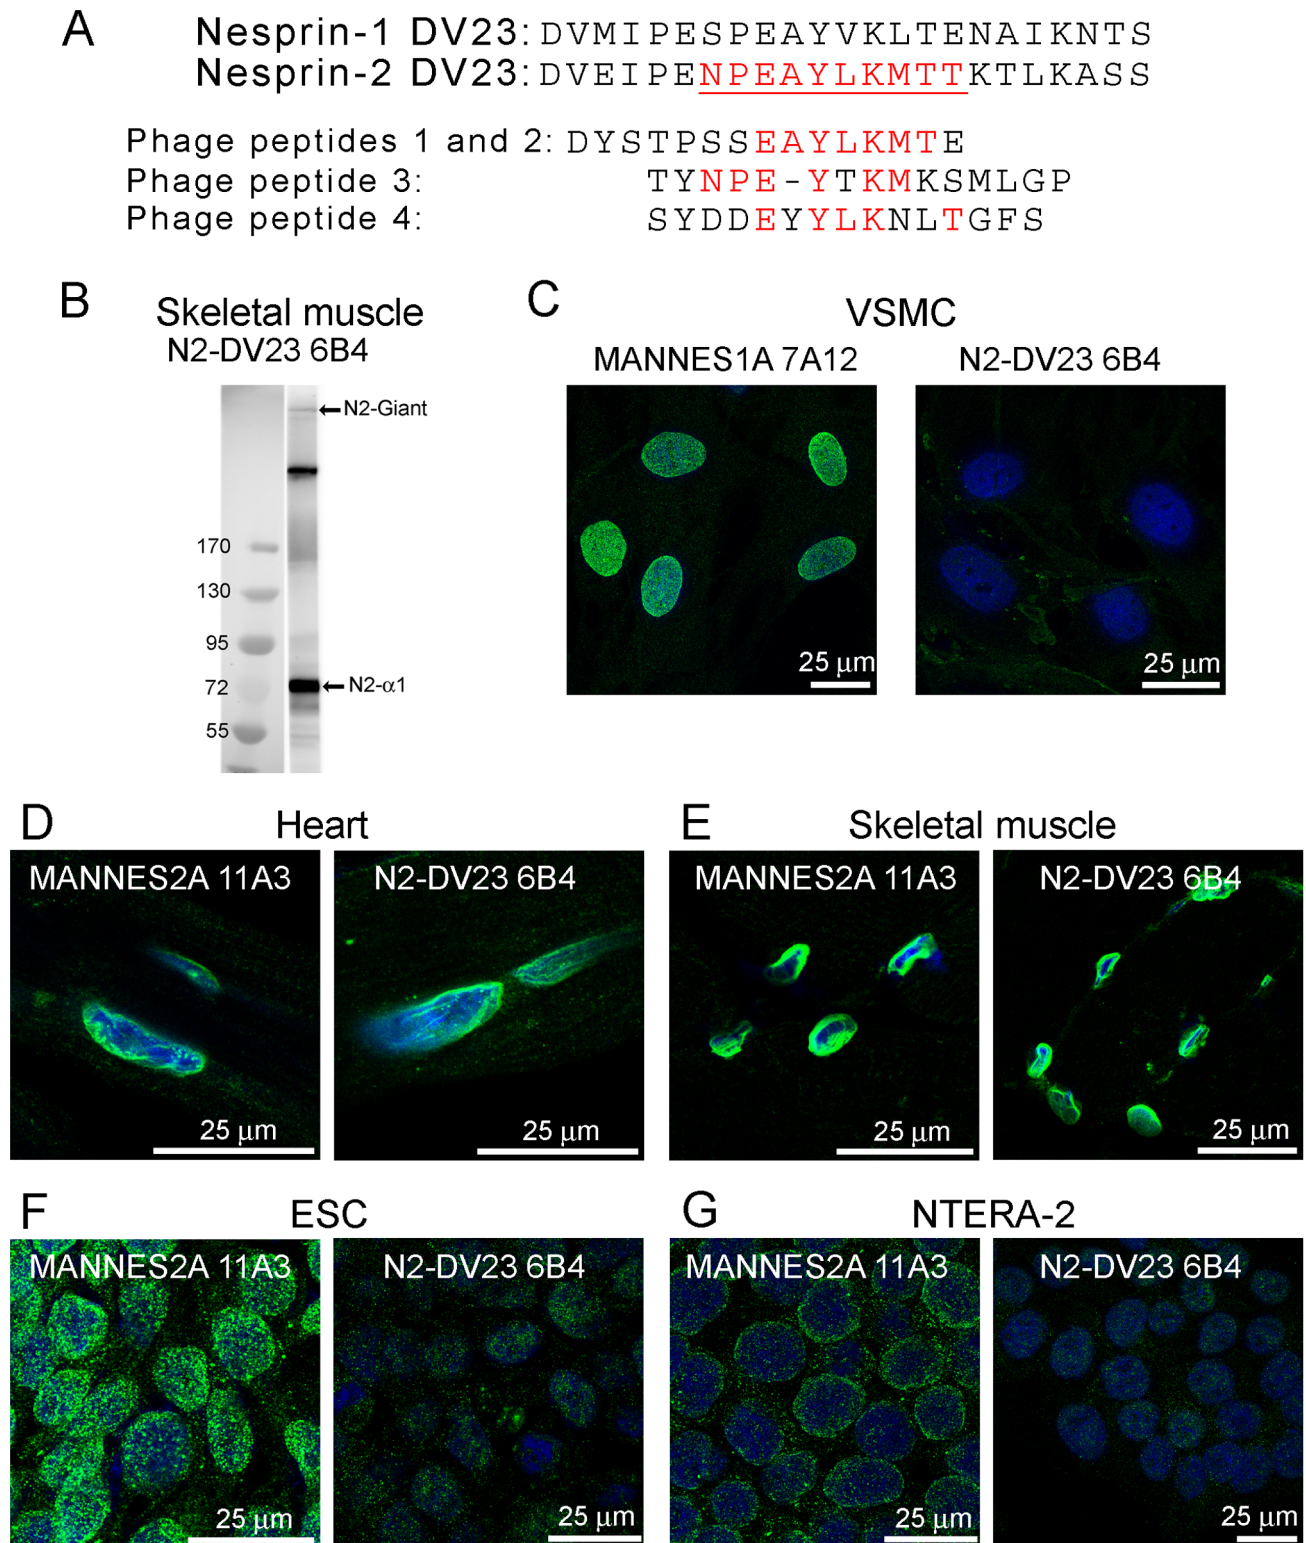 A
Nesprin-1 DV23: DVMIPESPEAYVKLTENAIKNTS
Nesprin-2 DV23: DVEIPENPEAYLKMTTKTLKASS
Phage peptides 1 and 2: DYSTPSSEAYLKMTE
Phage peptide 3: TYNPE-YTKMKSMLGP
Phage peptide 4: SYDDEYYLKNLTGFS
B
Skeletal muscle
N2-DV23 6B4
N2-Giant
170
130
95
72
N2-α1
55
C
VSMC
MANNES1A 7A12
N2-DV23 6B4
25 μm
25 μm
D
Heart
MANNES2A 11A3
N2-DV23 6B4
25 μm
25 μm
E
Skeletal muscle
MANNES2A 11A3
N2-DV23 6B4
25 μm
25 μm
F
ESC
MANNES2A 11A3
N2-DV23 6B4
25 μm
25 μm
G
NTERA-2
MANNES2A 11A3
N2-DV23 6B4
25 μm
25 μm